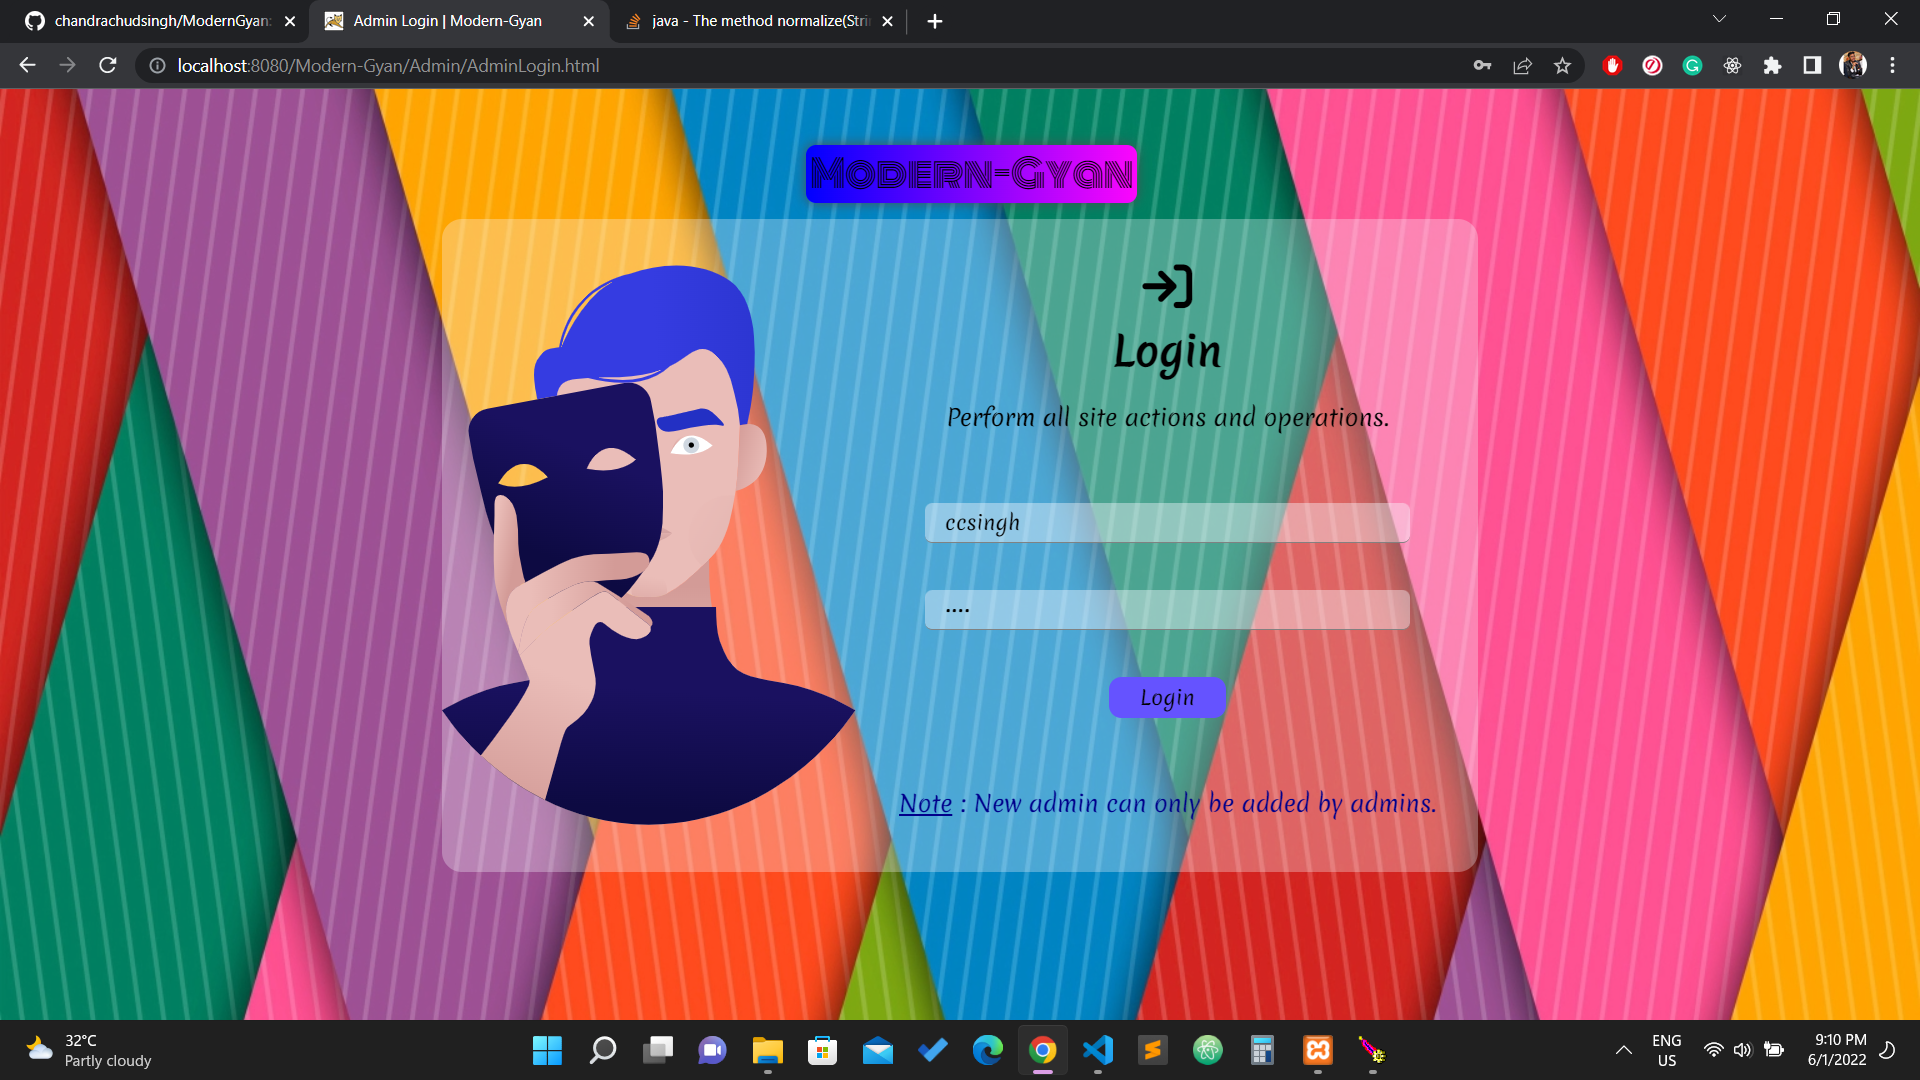 chandrachudsingh/ModernGyan:
Admin Login | Modern-Gyan
java - The method normalize(Stri
localhost:8080/Modern-Gyan/Admin/AdminLogin.html
Modern-Gyan
Login
Perform all site actions and operations.
ccsingh
....
Login
Note : New admin can only be added by admins.
32°C
Partly cloudy
ENG
US
9:10 PM
6/1/2022